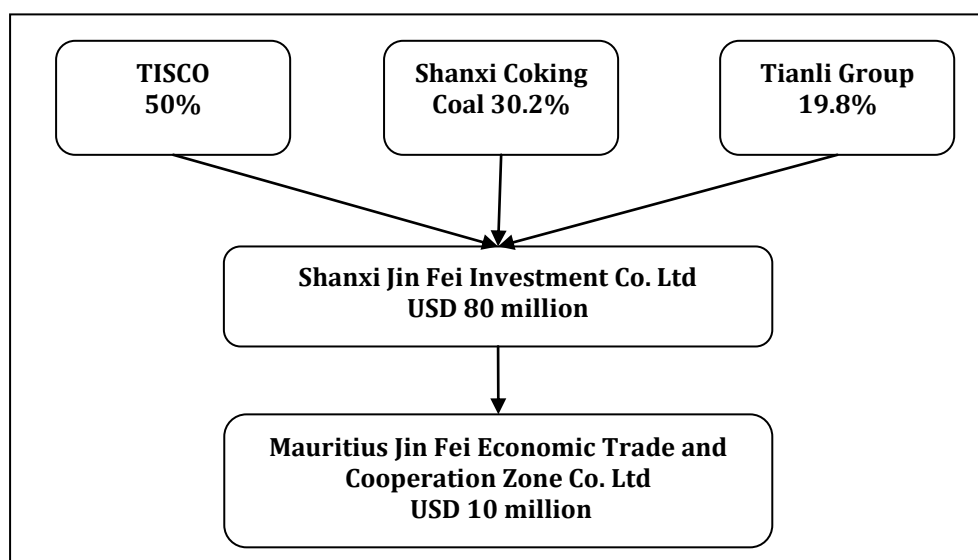 TISCO
50%
Shanxi Coking
Coal 30.2%
Tianli Group
19.8%
Shanxi Jin Fei Investment Co. Ltd
USD 80 million
Mauritius Jin Fei Economic Trade and
Cooperation Zone Co. Ltd
USD 10 million